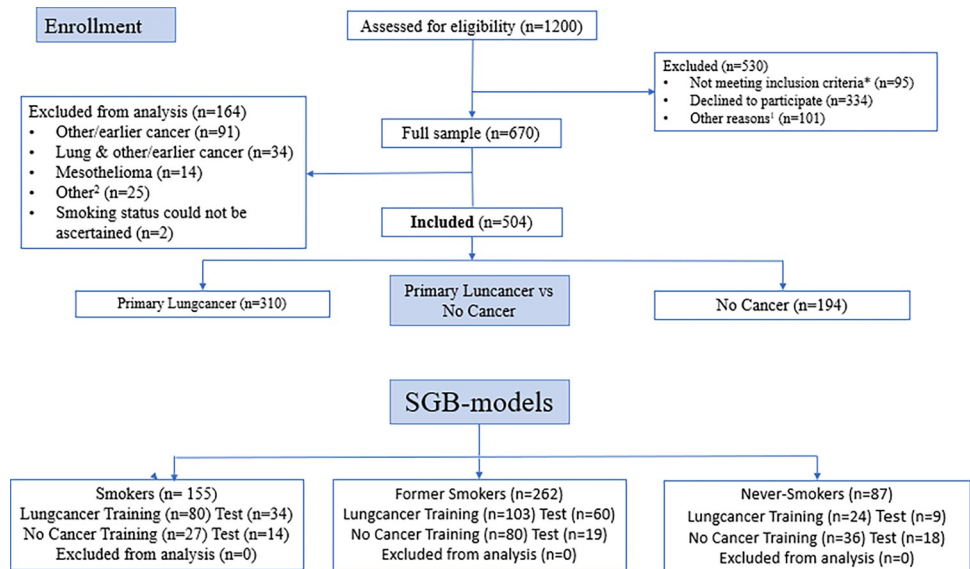 Enrollment
Assessed for eligibility (n=1200)
Excluded (n=530)
• Not meeting inclusion criteria* (n=95)
• Declined to participate (n=334)
• Other reasons¹ (n=101)
Excluded from analysis (n=164)
• Other/earlier cancer (n=91)
• Lung & other/earlier cancer (n=34)
• Mesothelioma (n=14)
• Other² (n=25)
• Smoking status could not be
ascertained (n=2)
Full sample (n=670)
Included (n=504)
Primary Lungcancer (n=310)
Primary Luncancer vs
No Cancer
No Cancer (n=194)
SGB-models
Smokers (n= 155)
Lungcancer Training (n=80) Test (n=34)
No Cancer Training (n=27) Test (n=14)
Excluded from analysis (n=0)
Former Smokers (n=262)
Lungcancer Training (n=103) Test (n=60)
No Cancer Training (n=80) Test (n=19)
Excluded from analysis (n=0)
Never-Smokers (n=87)
Lungcancer Training (n=24) Test (n=9)
No Cancer Training (n=36) Test (n=18)
Excluded from analysis (n=0)